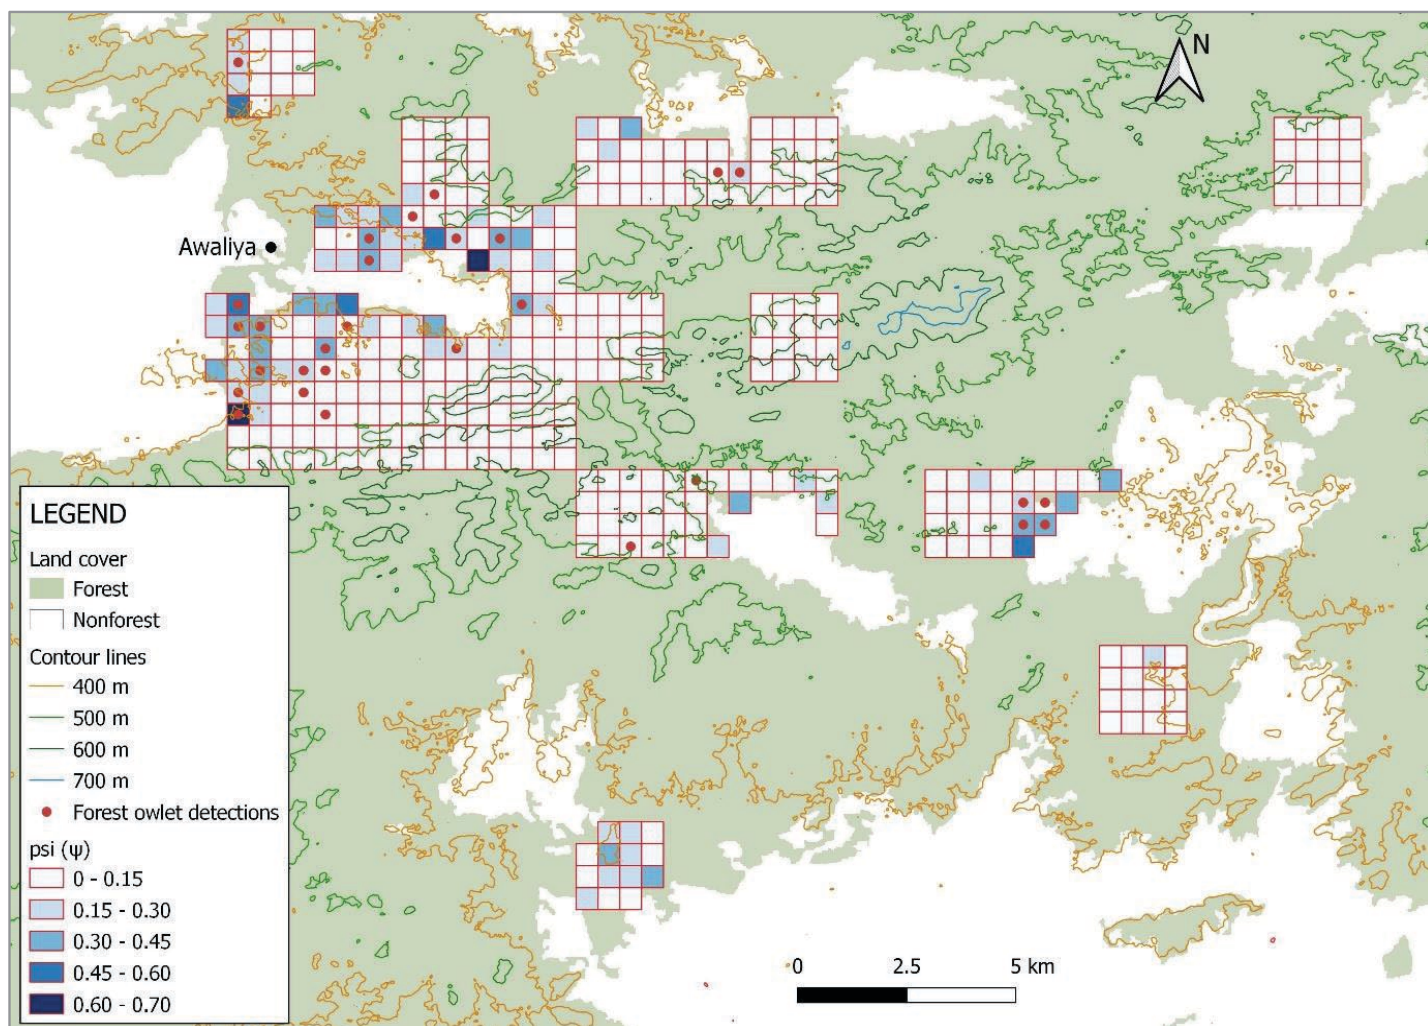 N
Awaliya
LEGEND
Land cover
Forest
Nonforest
Contour lines
400 m
500 m
600 m
700 m
Forest owlet detections
psi (ψ)
0 - 0.15
0.15 - 0.30
0.30 - 0.45
0.45 - 0.60
0.60 - 0.70
0 2.5 5 km